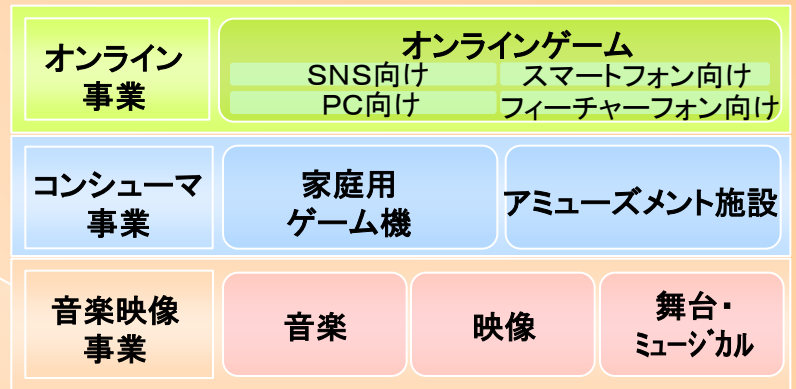 オンライン
事業
オンラインゲーム
SNS向け
スマートフォン向け
PC向け
フィーチャーフォン向け
コンシューマ
事業
家庭用
ゲーム機
アミューズメント施設
音楽映像
事業
音楽
映像
舞台・
ミュージカル